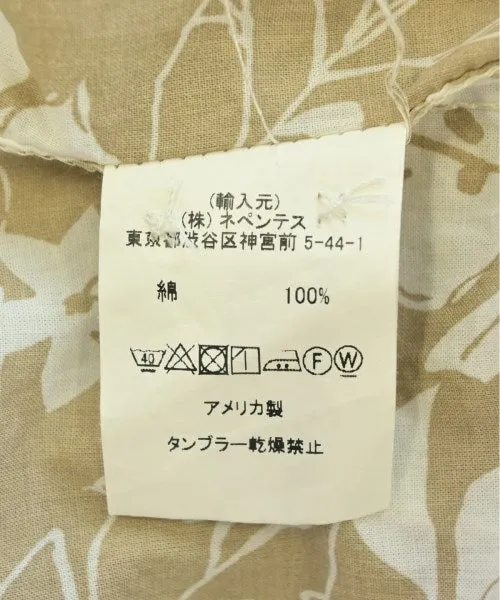 (輸入元)
(株) ネペンテス
東京都渋谷区神宮前 5-44-1
綿 100%
40 F W
アメリカ製
タンブラー乾燥禁止